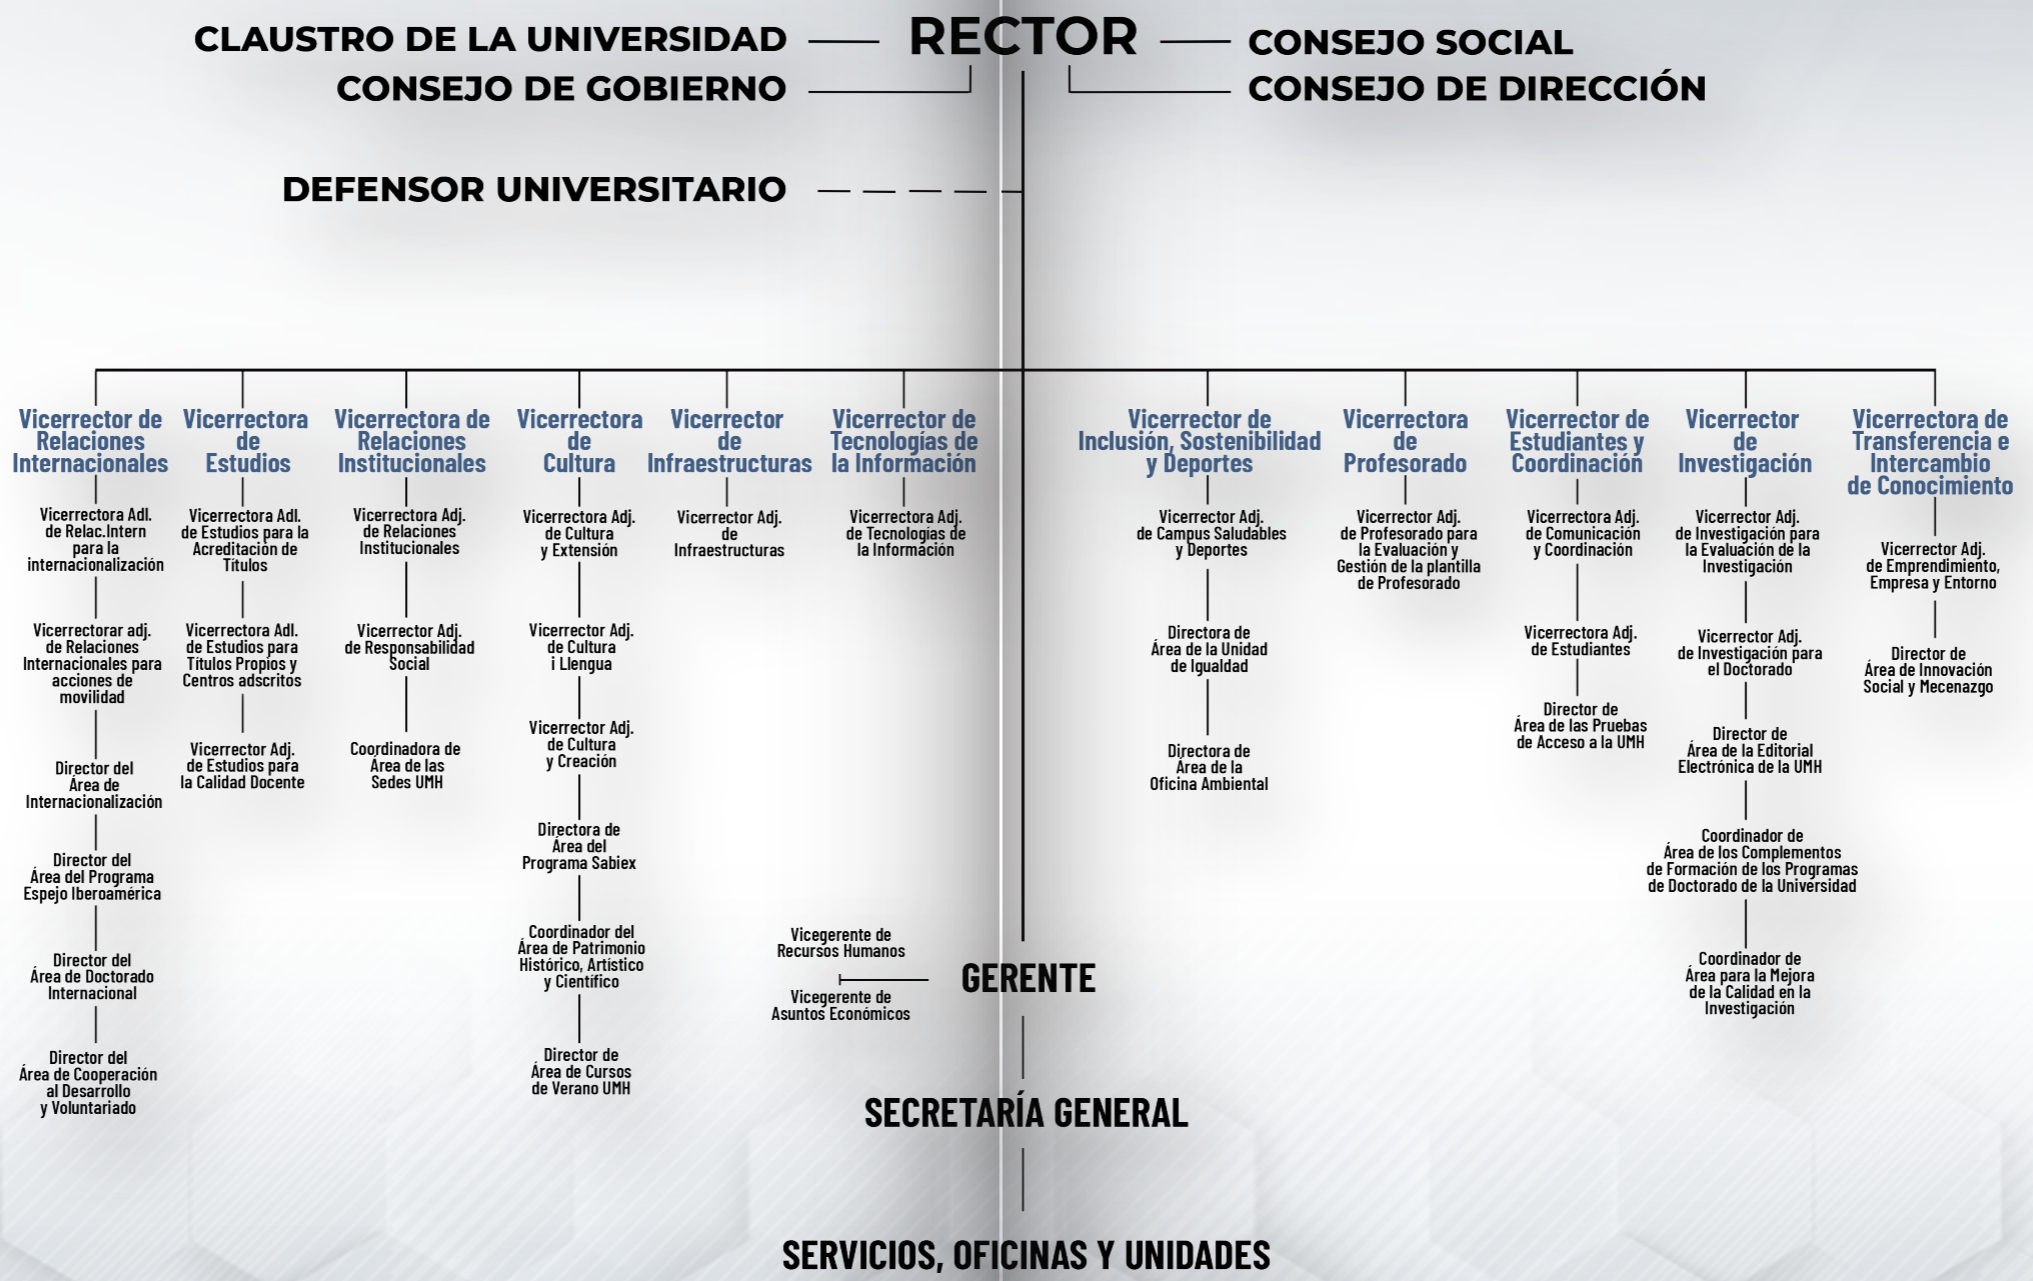 RECTOR
CLAUSTRO DE LA UNIVERSIDAD
CONSEJO DE GOBIERNO
CONSEJO SOCIAL
CONSEJO DE DIRECCIÓN
DEFENSOR UNIVERSITARIO
Vicerrector de
Relaciones
Internacionales
Vicerrectora Adl.
de Relac.Intern
para la
internacionalización
Vicerrectorar adj.
de Relaciones
Internacionales para
acciones de
movilidad
Director del
Área de
Internacionalización
Director del
Área del Programa
Espejo Iberoamérica
Director del
Área de Doctorado
Internacional
Director del
Área de Cooperación
al Desarrollo
y Voluntariado
Vicerrectora
de
Estudios
Vicerrectora Adl.
de Estudios para la
Acreditación de
Títulos
Vicerrectora Adl.
de Estudios para
Títulos Propios y
Centros adscritos
Vicerrector Adj.
de Estudios para
la Calidad Docente
Vicerrectora de
Relaciones
Institucionales
Vicerrectora Adj.
de Relaciones
Institucionales
Vicerrector Adj.
de Responsabilidad
Social
Coordinadora de
Área de las
Sedes UMH
Vicerrectora
de
Cultura
Vicerrectora Adj.
de Cultura
y Extensión
Vicerrector Adj.
de Cultura
i Llengua
Vicerrector Adj.
de Cultura
y Creación
Directora de
Área del
Programa Sabiex
Coordinador del
Área de Patrimonio
Histórico, Artístico
y Científico
Director de
Área de Cursos
de Verano UMH
Vicerrector
de
Infraestructuras
Vicerrector Adj.
de
Infraestructuras
Vicerrector de
Tecnologías de
la Información
Vicerrectora Adj.
de Tecnologías de
la Información
Vicerrector de
Inclusión, Sostenibilidad
y Deportes
Vicerrector Adj.
de Campus Saludables
y Deportes
Directora de
Área de la Unidad
de Igualdad
Directora de
Área de la
Oficina Ambiental
Vicerrectora
de
Profesorado
Vicerrector Adj.
de Profesorado para
la Evaluación y
Gestión de la plantilla
de Profesorado
Vicerrector de
Estudiantes y
Coordinación
Vicerrectora Adj.
de Comunicación
y Coordinación
Vicerrectora Adj.
de Estudiantes
Director de
Área de las Pruebas
de Acceso a la UMH
Vicerrector
de
Investigación
Vicerrector Adj.
de Investigación para
la Evaluación de la
Investigación
Vicerrector Adj.
de Investigación para
el Doctorado
Director de
Área de la Editorial
Electrónica de la UMH
Coordinador de
Área de los Complementos
de Formación de los Programas
de Doctorado de la Universidad
Coordinador de
Área para la Mejora
de la Calidad en la
Investigación
Vicerrectora de
Transferencia e
Intercambio
de Conocimiento
Vicerrector Adj.
de Emprendimiento,
Empresa y Entorno
Director de
Área de Innovación
Social y Mecenazgo
Vicegerente de
Recursos Humanos
Vicegerente de
Asuntos Económicos
GERENTE
SECRETARÍA GENERAL
SERVICIOS, OFICINAS Y UNIDADES